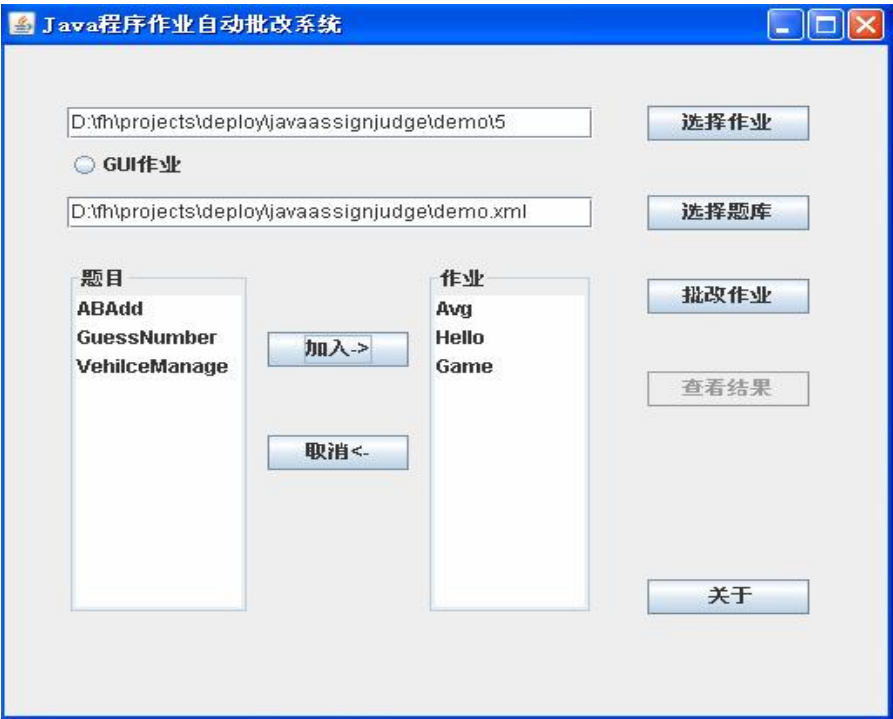 Java程序作业自动批改系统
D:\fh\projects\deploy\javaassignjudge\demo\5
选择作业
GUI作业
D:\fh\projects\deploy\javaassignjudge\demo.xml
选择题库
题目
ABAdd
GuessNumber
VehilceManage
加入->
取消<-
作业
Avg
Hello
Game
批改作业
查看结果
关于